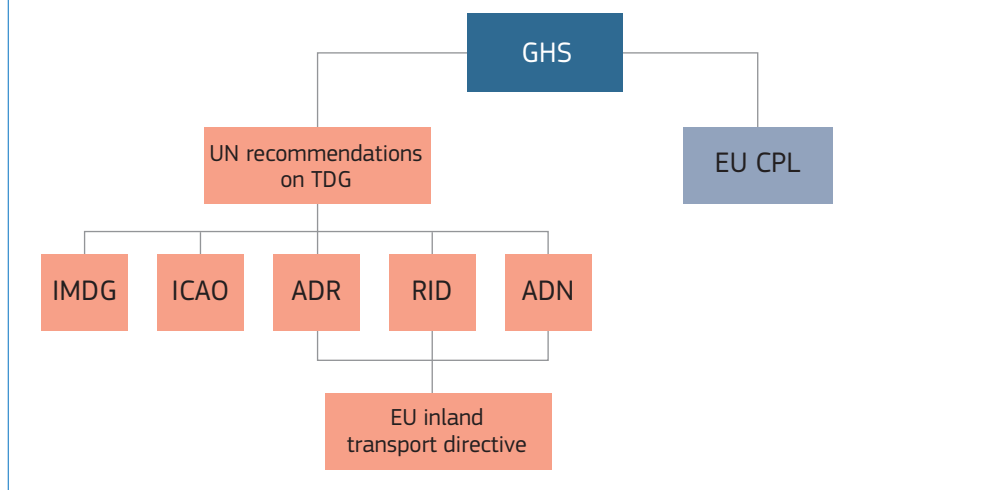 GHS
UN recommendations
on TDG
EU CPL
IMDG
ICAO
ADR
RID
ADN
EU inland
transport directive